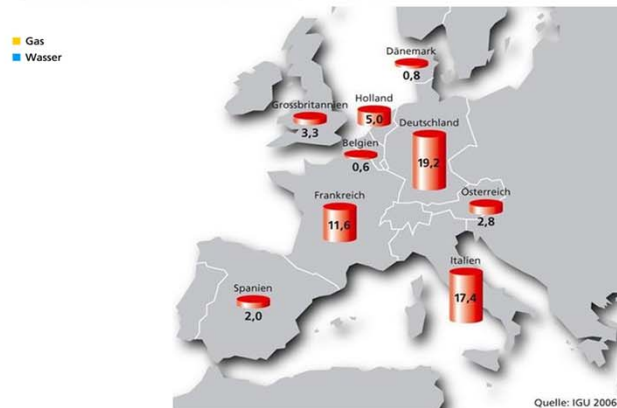 Gas
Wasser
Dänemark
0,8
Grossbritannien
3,3
Holland
5,0
Deutschland
19,2
Belgien
0,6
Frankreich
11,6
Österreich
2,8
Italien
17,4
Spanien
2,0
Quelle: IGU 2006